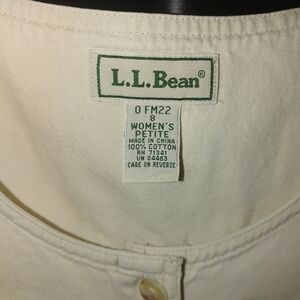 L.L.Bean®
0 FM22
8
WOMEN'S
PETITE
MADE IN CHINA
100% COTTON
RN 71341
UN 04463
CARE ON REVERSE